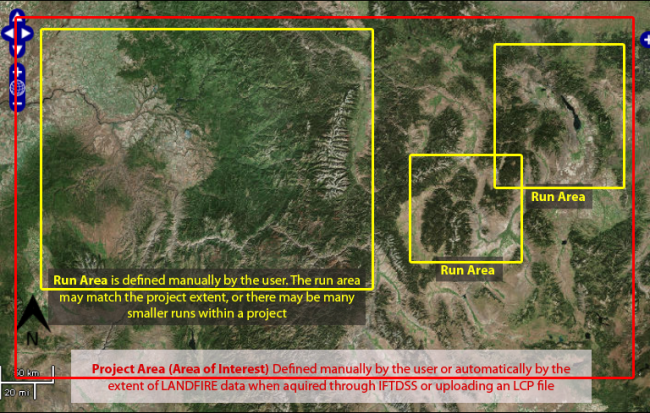 Run Area
Run Area
Run Area is defined manually by the user. The run area
may match the project extent, or there may be many
smaller runs within a project
N
Project Area (Area of Interest) Defined manually by the user or automatically by the
extent of LANDFIRE data when aquired through IFTDSS or uploading an LCP file
km
20 mi